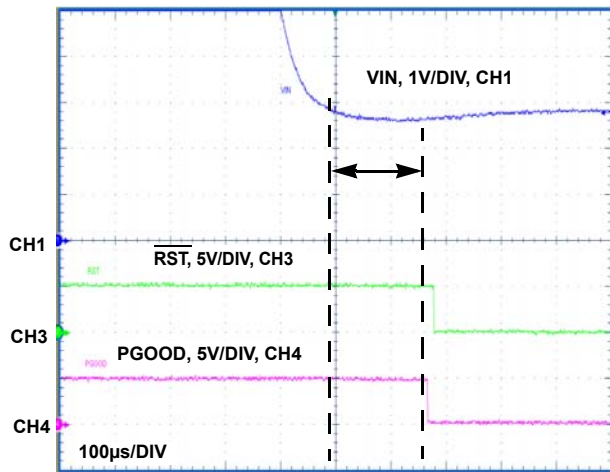 VIN, 1V/DIV, CH1
VIN
CH1
RST, 5V/DIV, CH3
RST
CH3
PGOOD, 5V/DIV, CH4
PGOOD
CH4
100µs/DIV